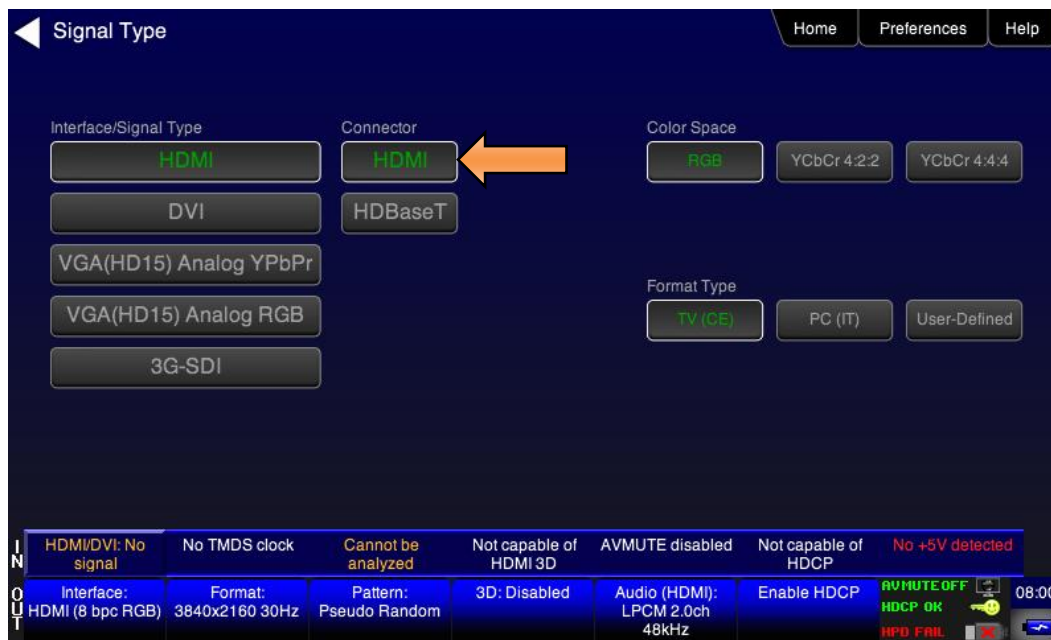 Signal Type
Home
Preferences
Help
Interface/Signal Type
Connector
Color Space
HDMI
HDMI
RGB
YCbCr 4:2:2
YCbCr 4:4:4
DVI
HDBaseT
VGA(HD15) Analog YPbPr
Format Type
VGA(HD15) Analog RGB
TV (CE)
PC (IT)
User-Defined
3G-SDI
IN
HDMI/DVI: No
signal
No TMDS clock
Cannot be
analyzed
Not capable of
HDMI 3D
AVMUTE disabled
Not capable of
HDCP
No +5V detected
OUT
Interface:
HDMI (8 bpc RGB)
Format:
3840x2160 30Hz
Pattern:
Pseudo Random
3D: Disabled
Audio (HDMI):
LPCM 2.0ch
48kHz
Enable HDCP
AVMUTEOFF
HDCP OK
HPD FAIL
08:00